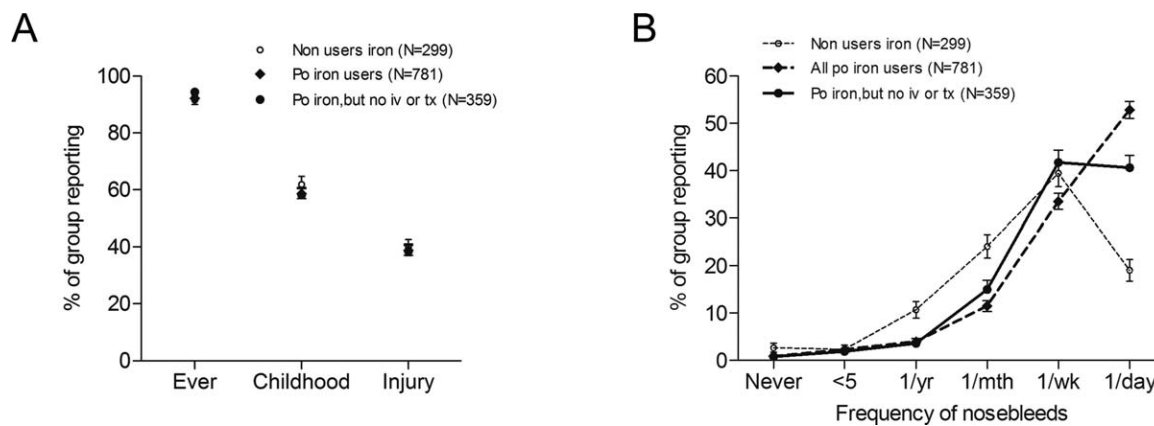 A
Non users iron (N=299)
Po iron users (N=781)
Po iron,but no iv or tx (N=359)
% of group reporting
100
80
60
40
20
0
Ever Childhood Injury
B
Non users iron (N=299)
All po iron users (N=781)
Po iron,but no iv or tx (N=359)
% of group reporting
60
50
40
30
20
10
0
Never <5 1/yr 1/mth 1/wk 1/day
Frequency of nosebleeds